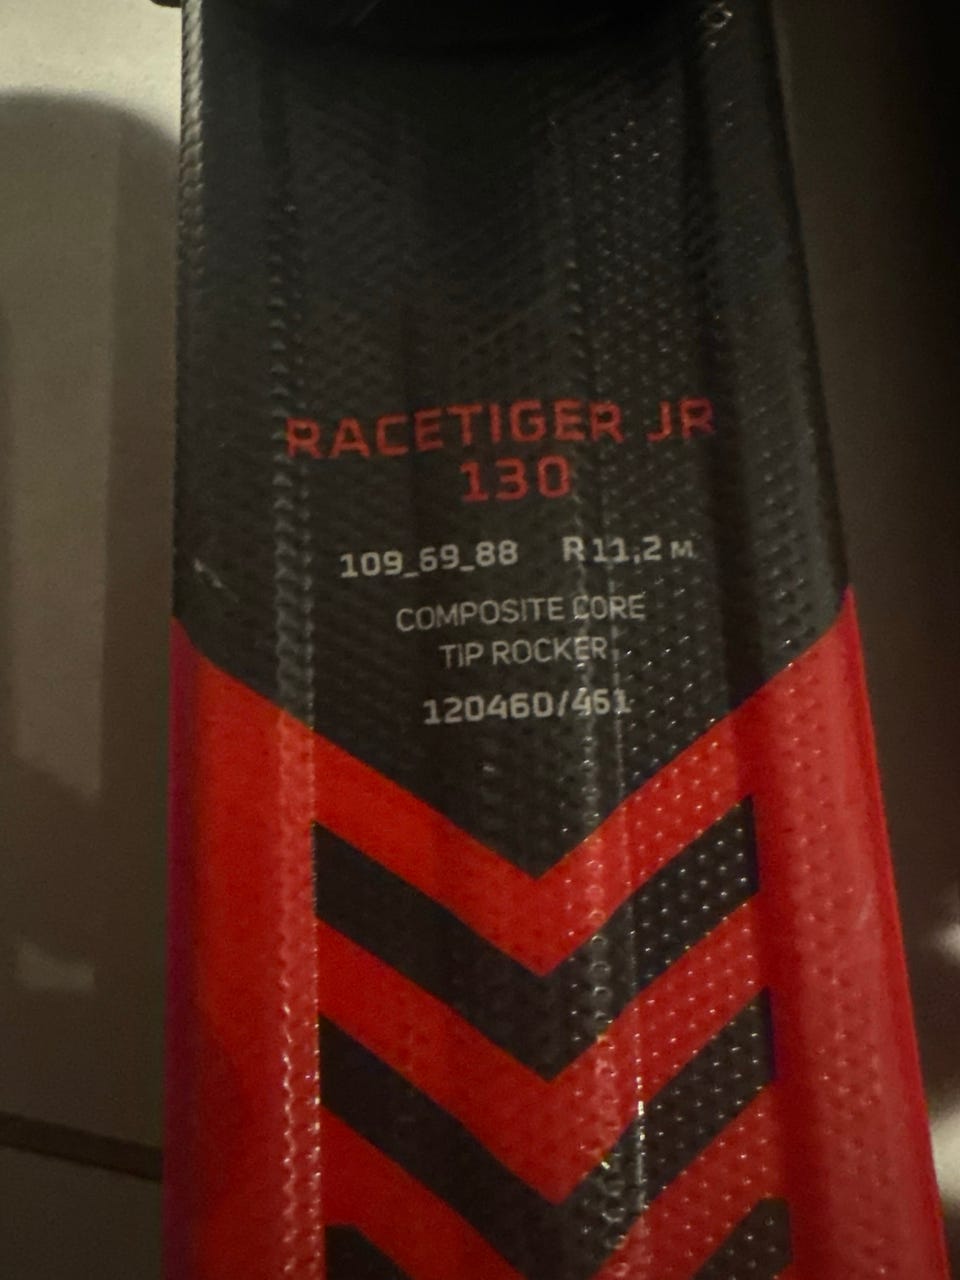 RACETIGER JR
130
109_69_88 R 11,2 M
COMPOSITE CORE
TIP ROCKER
120460/461